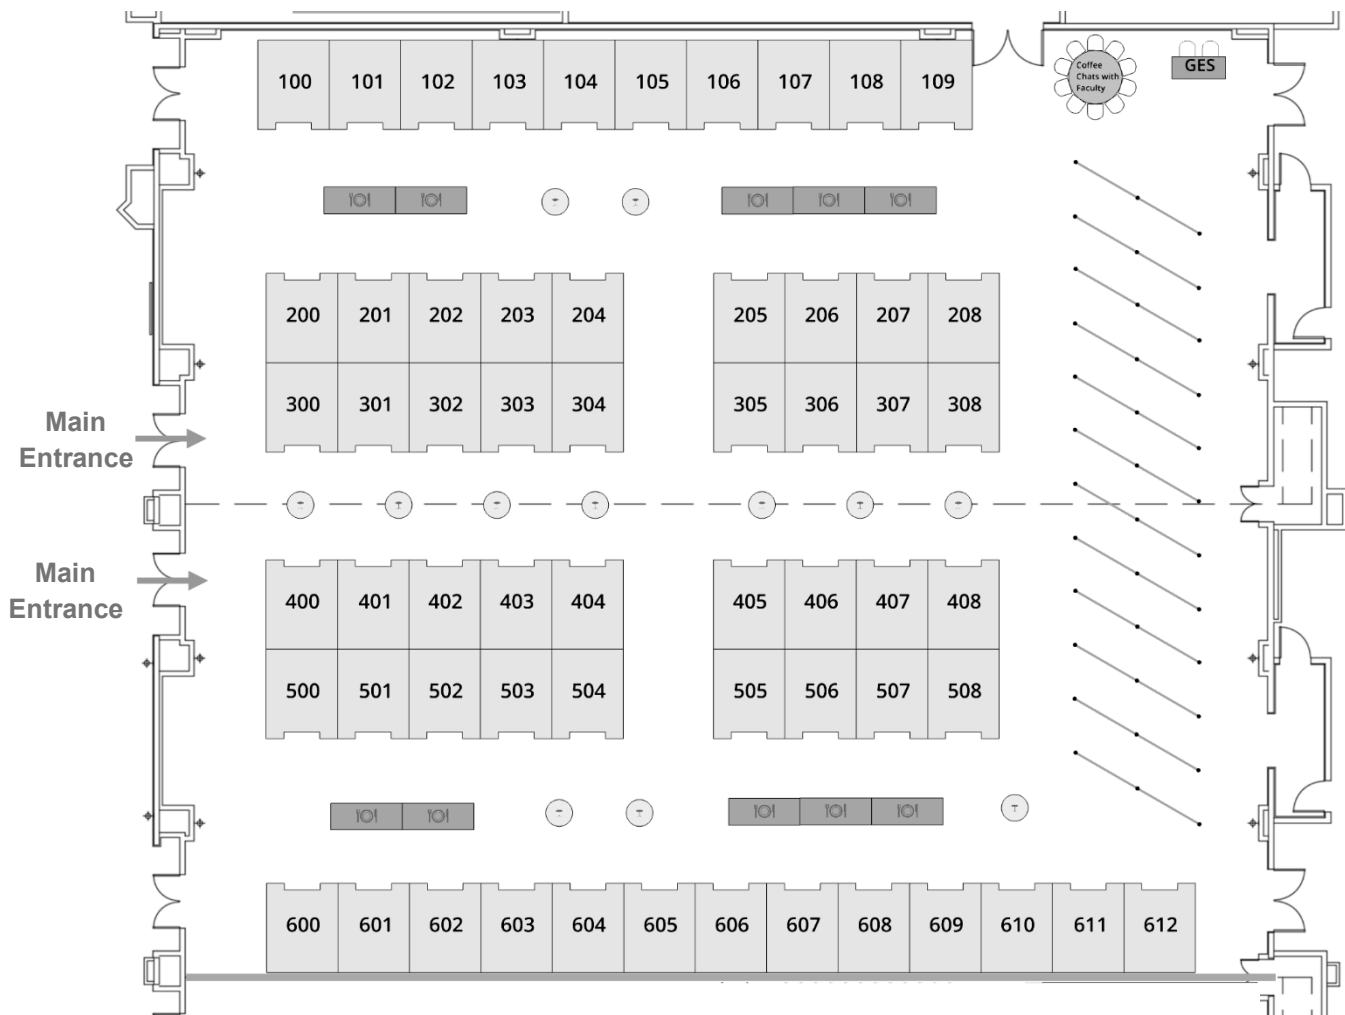 100 101 102 103 104 105 106 107 108 109
Coffee
Chats with
Faculty
GES
200 201 202 203 204 205 206 207 208
300 301 302 303 304 305 306 307 308
Main
Entrance
Main
Entrance
400 401 402 403 404 405 406 407 408
500 501 502 503 504 505 506 507 508
600 601 602 603 604 605 606 607 608 609 610 611 612